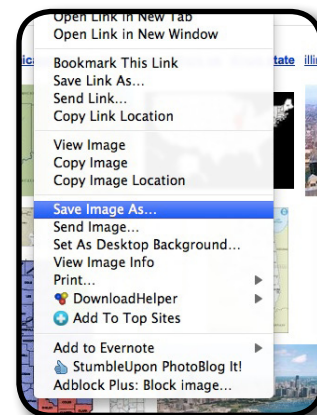 Open Link in New Tab
Open Link in New Window
Bookmark This Link
Save Link As...
Send Link...
Copy Link Location
View Image
Copy Image
Copy Image Location
Save Image As...
Send Image...
Set As Desktop Background...
View Image Info
Print...
DownloadHelper
Add To Top Sites
Add to Evernote
StumbleUpon PhotoBlog It!
Adblock Plus: Block image...